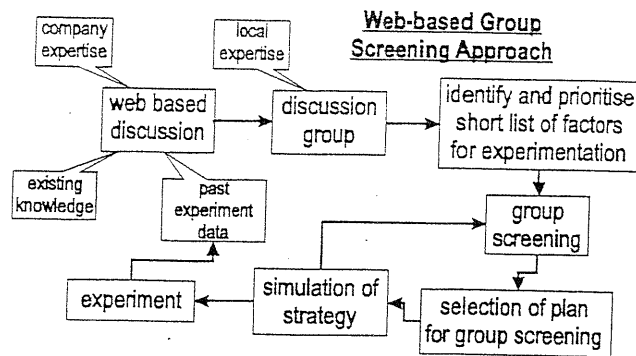 Web-based Group
Screening Approach
company
expertise
local
expertise
web based
discussion
discussion
group
identify and prioritise
short list of factors
for experimentation
existing
knowledge
past
experiment
data
group
screening
experiment
simulation of
strategy
selection of plan
for group screening